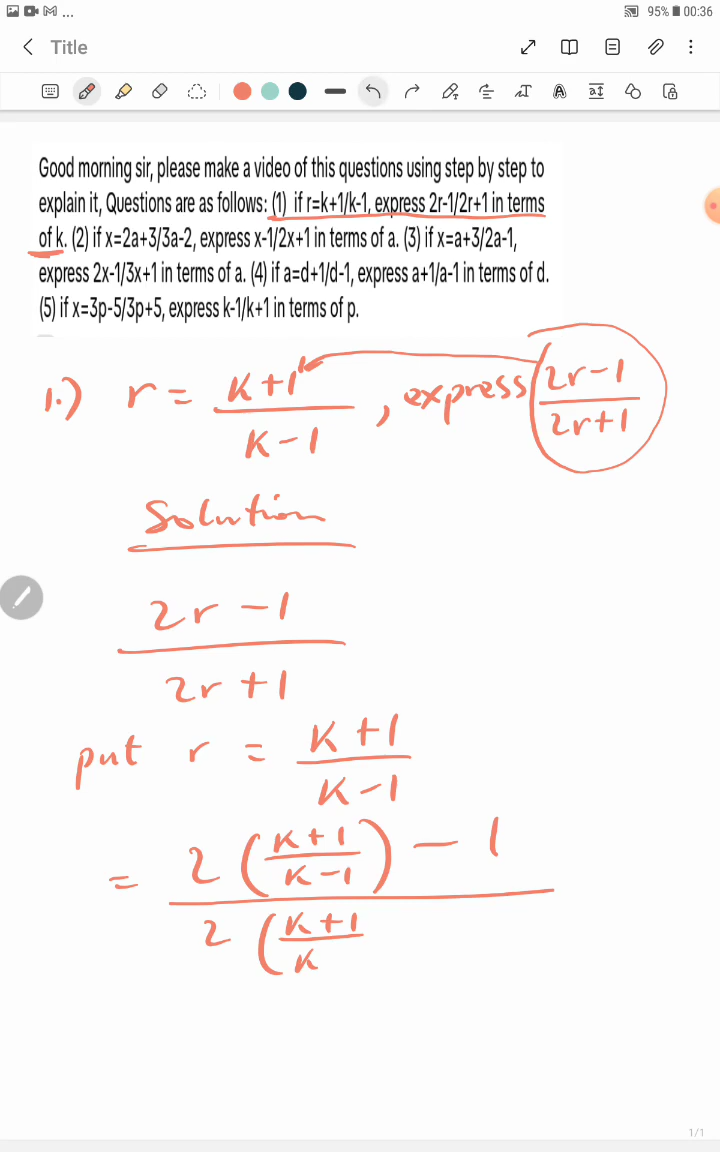 ... 95% 00:36
Title
Good morning sir, please make a video of this questions using step by step to
explain it, Questions are as follows: (1) if r=k+1/k-1, express 2r-1/2r+1 in terms
of k. (2) if x=2a+3/3a-2, express x-1/2x+1 in terms of a. (3) if x=a+3/2a-1,
express 2x-1/3x+1 in terms of a. (4) if a=d+1/d-1, express a+1/a-1 in terms of d.
(5) if x=3p-5/3p+5, express k-1/k+1 in terms of p.
1.) r = K+1/K-1, express 2r-1/2r+1
Solution
2r-1
2r+1
put r = K+1/K-1
= 2(K+1/K-1) - 1
2(K+1/K
1/1